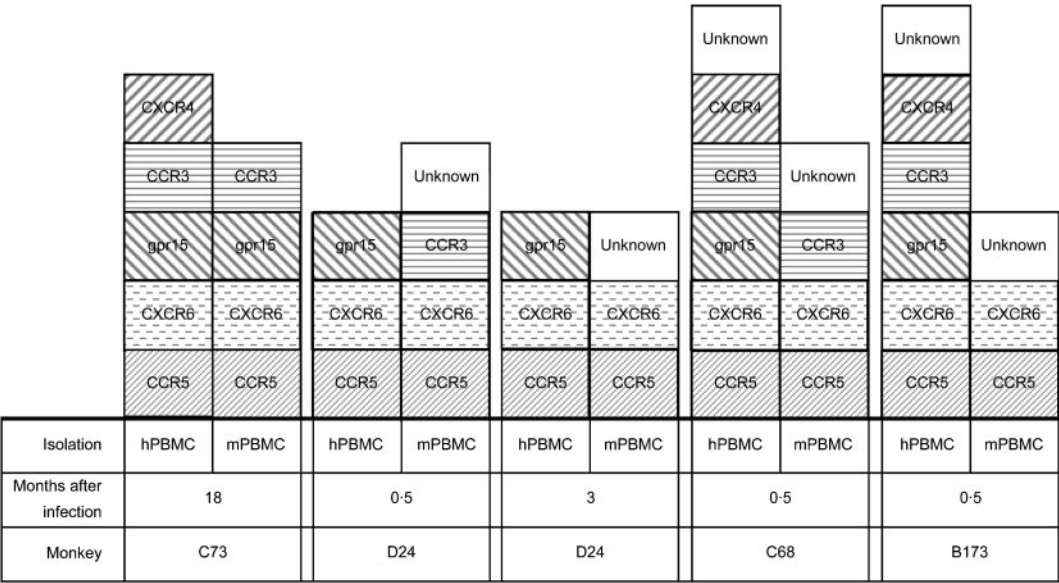 Unknown Unknown
CXCR4 CXCR4 CXCR4
CCR3 CCR3 Unknown CCR3 Unknown CCR3
gpr15 gpr15 gpr15 CCR3 gpr15 Unknown gpr15 CCR3 gpr15 Unknown
CXCR6 CXCR6 CXCR6 CXCR6 CXCR6 CXCR6 CXCR6 CXCR6 CXCR6 CXCR6
CCR5 CCR5 CCR5 CCR5 CCR5 CCR5 CCR5 CCR5 CCR5 CCR5
Isolation hPBMC mPBMC hPBMC mPBMC hPBMC mPBMC hPBMC mPBMC hPBMC mPBMC
Months after
infection 18 0·5 3 0·5 0·5
Monkey C73 D24 D24 C68 B173